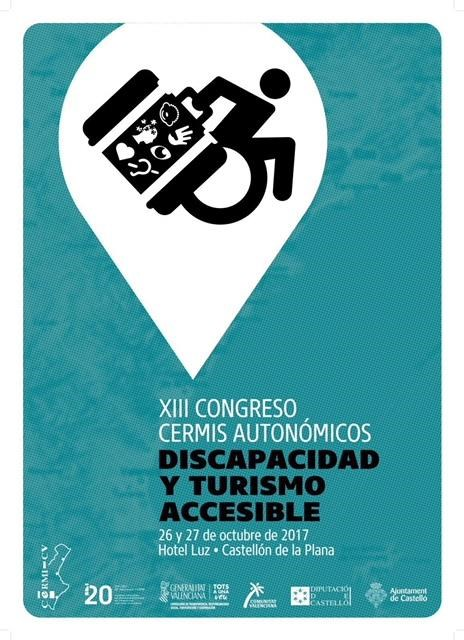 XIII CONGRESO
CERMIS AUTONÓMICOS
DISCAPACIDAD
Y TURISMO
ACCESIBLE
26 y 27 de octubre de 2017
Hotel Luz • Castellón de la Plana
CERMI-CV
20
GENERALITAT
VALENCIANA
TOTS
A UNA
veu
COMUNITAT
VALENCIANA
DIPUTACIÓ
D E
CASTELLÓ
Ajuntament
de Castelló